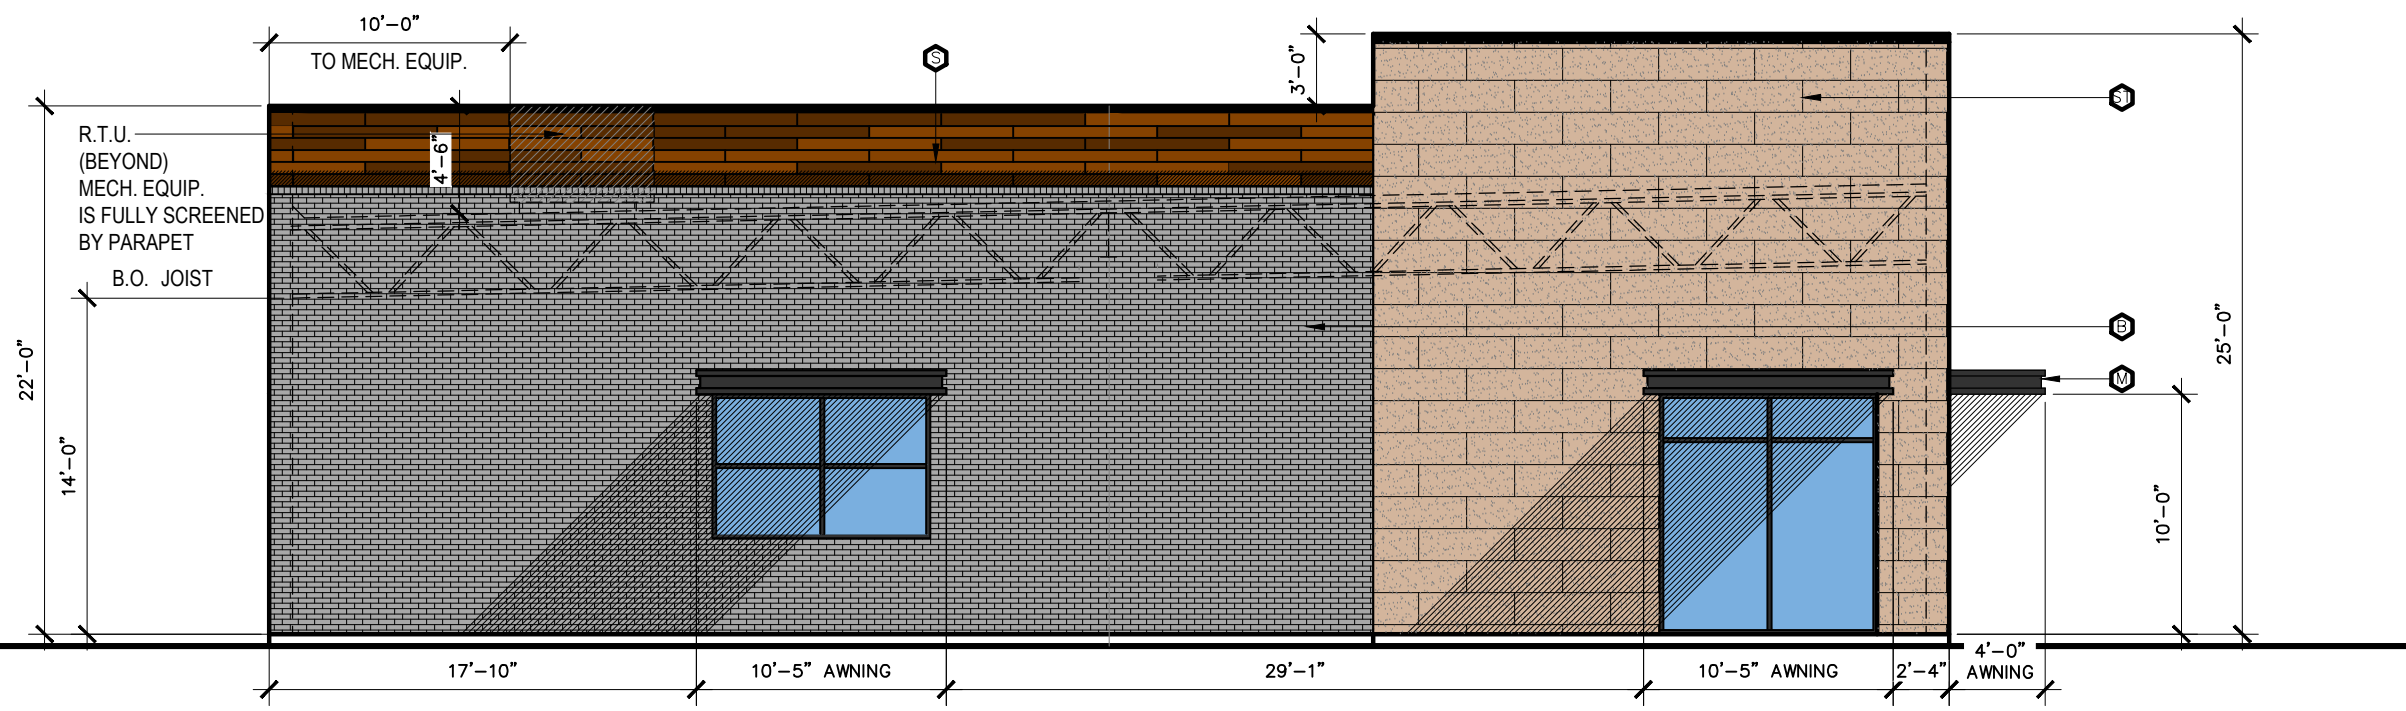 10'-0"
TO MECH. EQUIP.
S
3'-0"
ST
R.T.U.
(BEYOND)
MECH. EQUIP.
IS FULLY SCREENED
BY PARAPET
4'-6"
B.O. JOIST
22'-0"
14'-0"
B
M
25'-0"
10'-0"
17'-10"
10'-5" AWNING
29'-1"
10'-5" AWNING
2'-4"
4'-0"
AWNING